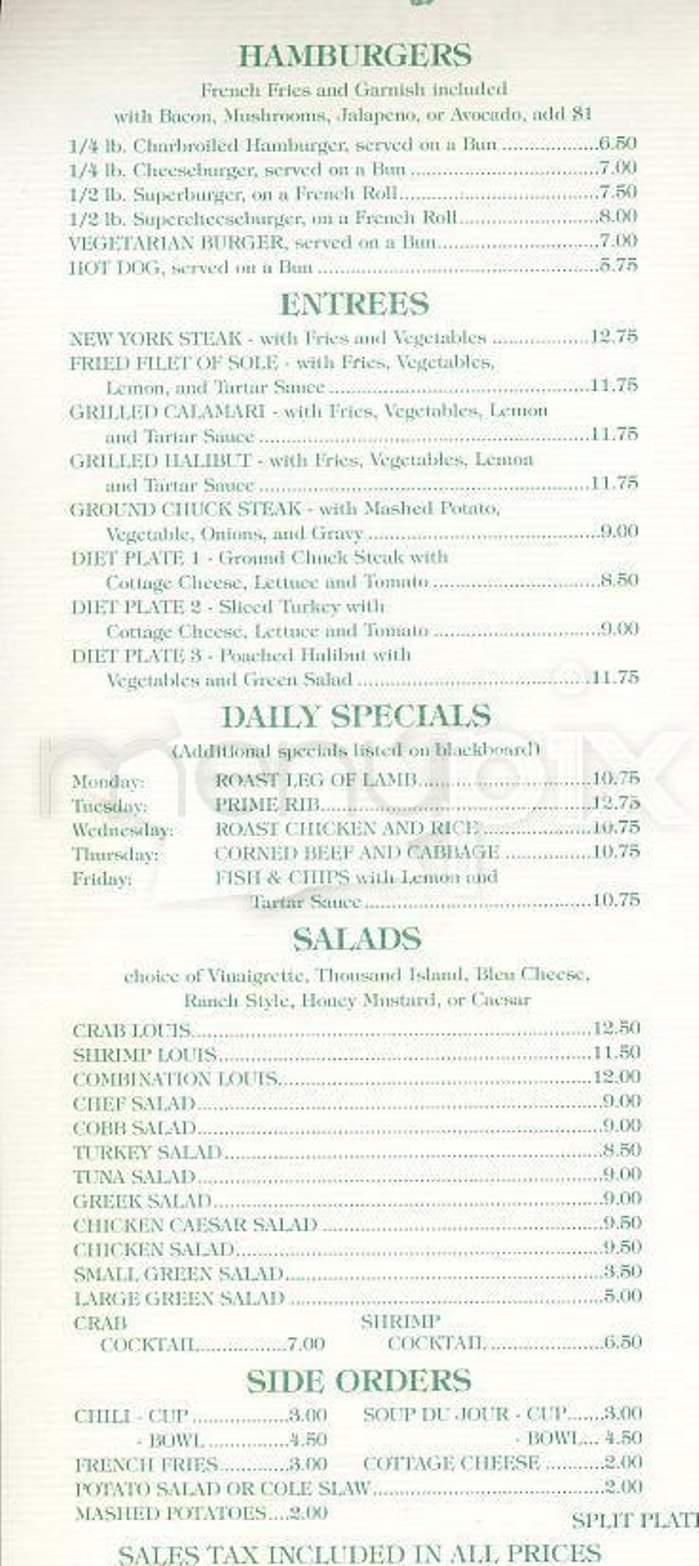 HAMBURGERS
French Fries and Garnish included
with Bacon, Mushrooms, Jalapeno, or Avocado, add $1
1/4 lb. Charbroiled Hamburger, served on a Bun ..................6.50
1/4 lb. Cheeseburger, served on a Bun ..................7.00
1/2 lb. Superburger, on a French Roll..................7.50
1/2 lb. Supercheeseburger, on a French Roll..................8.00
VEGETARIAN BURGER, served on a Bun..................7.00
HOT DOG, served on a Bun ..................5.75
ENTREES
NEW YORK STEAK - with Fries and Vegetables ..................12.75
FRIED FILET OF SOLE - with Fries, Vegetables,
Lemon, and Tartar Sauce ..................11.75
GRILLED CALAMARI - with Fries, Vegetables, Lemon
and Tartar Sauce ..................11.75
GRILLED HALIBUT - with Fries, Vegetables, Lemon
and Tartar Sauce ..................11.75
GROUND CHUCK STEAK - with Mashed Potato,
Vegetable, Onions, and Gravy ..................9.00
DIET PLATE 1 - Ground Chuck Steak with
Cottage Cheese, Lettuce and Tomato ..................8.50
DIET PLATE 2 - Sliced Turkey with
Cottage Cheese, Lettuce and Tomato ..................9.00
DIET PLATE 3 - Poached Halibut with
Vegetables and Green Salad ..................11.75
DAILY SPECIALS
(Additional specials listed on blackboard)
menupix
Monday: ROAST LEG OF LAMB..................10.75
Tuesday: PRIME RIB..................12.75
Wednesday: ROAST CHICKEN AND RICE..................10.75
Thursday: CORNED BEEF AND CABBAGE ..................10.75
Friday: FISH & CHIPS with Lemon and
Tartar Sauce..................10.75
SALADS
choice of Vinaigrette, Thousand Island, Bleu Cheese,
Ranch Style, Honey Mustard, or Caesar
CRAB LOUIS..................12.50
SHRIMP LOUIS..................11.50
COMBINATION LOUIS..................12.00
CHEF SALAD..................9.00
COBB SALAD..................9.00
TURKEY SALAD..................8.50
TUNA SALAD..................9.00
GREEK SALAD..................9.00
CHICKEN CAESAR SALAD ..................9.50
CHICKEN SALAD..................9.50
SMALL GREEN SALAD..................3.50
LARGE GREEN SALAD ..................5.00
CRAB SHRIMP
COCKTAIL................7.00 COCKTAIL ..................6.50
SIDE ORDERS
CHILI - CUP ..................3.00 SOUP DU JOUR - CUP.......3.00
- BOWL ...............4.50 - BOWL... 4.50
FRENCH FRIES .............3.00 COTTAGE CHEESE ...........2.00
POTATO SALAD OR COLE SLAW..................2.00
MASHED POTATOES....2.00
SPLIT PLATE
SALES TAX INCLUDED IN ALL PRICES